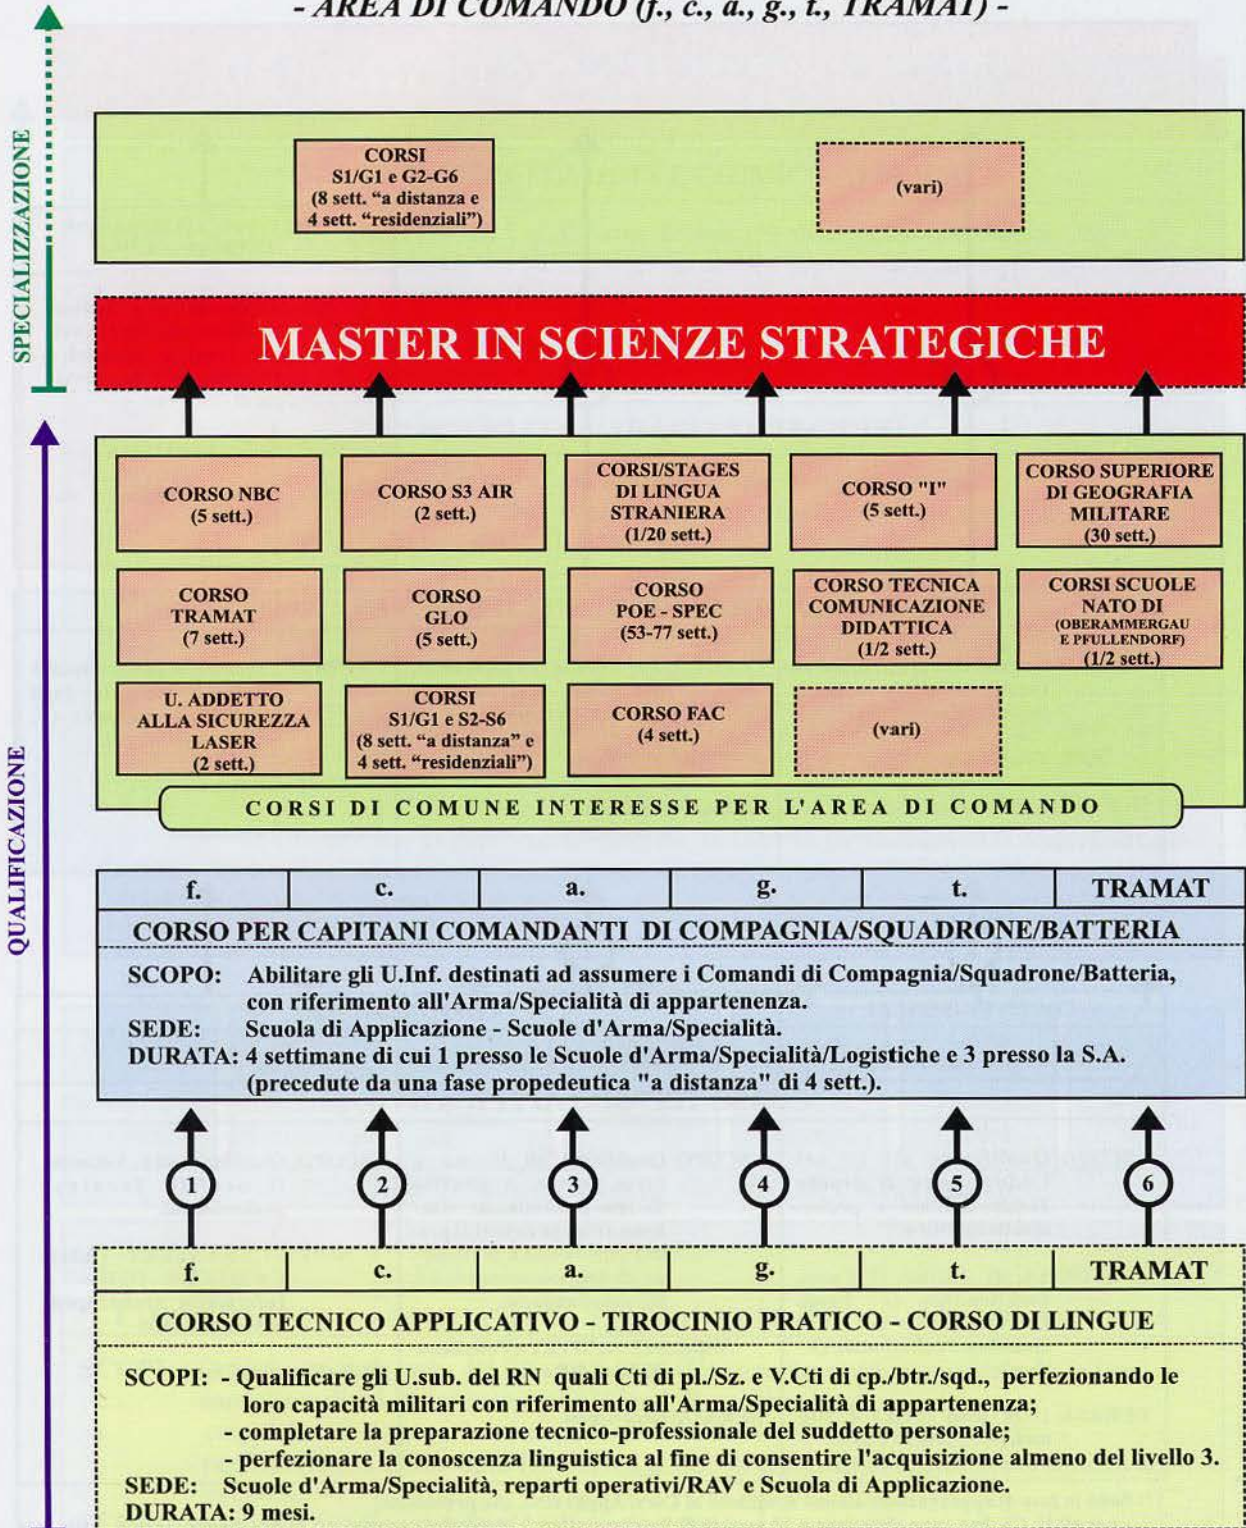 - AREA DI COMANDO (f., c., a., g., t., TRAMAT) -
SPECIALIZZAZIONE
CORSI
S1/G1 e G2-G6
(8 sett. “a distanza e
4 sett. “residenziali”)
(vari)
MASTER IN SCIENZE STRATEGICHE
QUALIFICAZIONE
CORSO NBC
(5 sett.)
CORSO S3 AIR
(2 sett.)
CORSI/STAGES
DI LINGUA
STRANIERA
(1/20 sett.)
CORSO "I"
(5 sett.)
CORSO SUPERIORE
DI GEOGRAFIA
MILITARE
(30 sett.)
CORSO
TRAMAT
(7 sett.)
CORSO
GLO
(5 sett.)
CORSO
POE - SPEC
(53-77 sett.)
CORSO TECNICA
COMUNICAZIONE
DIDATTICA
(1/2 sett.)
CORSI SCUOLE
NATO DI
(OBERAMMERGAU
E PFULLENDORF)
(1/2 sett.)
U. ADDETTO
ALLA SICUREZZA
LASER
(2 sett.)
CORSI
S1/G1 e S2-S6
(8 sett. “a distanza” e
4 sett. “residenziali”)
CORSO FAC
(4 sett.)
(vari)
CORSI DI COMUNE INTERESSE PER L'AREA DI COMANDO
f. c. a. g. t. TRAMAT
CORSO PER CAPITANI COMANDANTI DI COMPAGNIA/SQUADRONE/BATTERIA
SCOPO: Abilitare gli U.Inf. destinati ad assumere i Comandi di Compagnia/Squadrone/Batteria,
con riferimento all'Arma/Specialità di appartenenza.
SEDE: Scuola di Applicazione - Scuole d'Arma/Specialità.
DURATA: 4 settimane di cui 1 presso le Scuole d'Arma/Specialità/Logistiche e 3 presso la S.A.
(precedute da una fase propedeutica "a distanza" di 4 sett.).
1 2 3 4 5 6
f. c. a. g. t. TRAMAT
CORSO TECNICO APPLICATIVO - TIROCINIO PRATICO - CORSO DI LINGUE
SCOPI: - Qualificare gli U.sub. del RN quali Cti di pl./Sz. e V.Cti di cp./btr./sqd., perfezionando le
loro capacità militari con riferimento all'Arma/Specialità di appartenenza;
- completare la preparazione tecnico-professionale del suddetto personale;
- perfezionare la conoscenza linguistica al fine di consentire l'acquisizione almeno del livello 3.
SEDE: Scuole d'Arma/Specialità, reparti operativi/RAV e Scuola di Applicazione.
DURATA: 9 mesi.